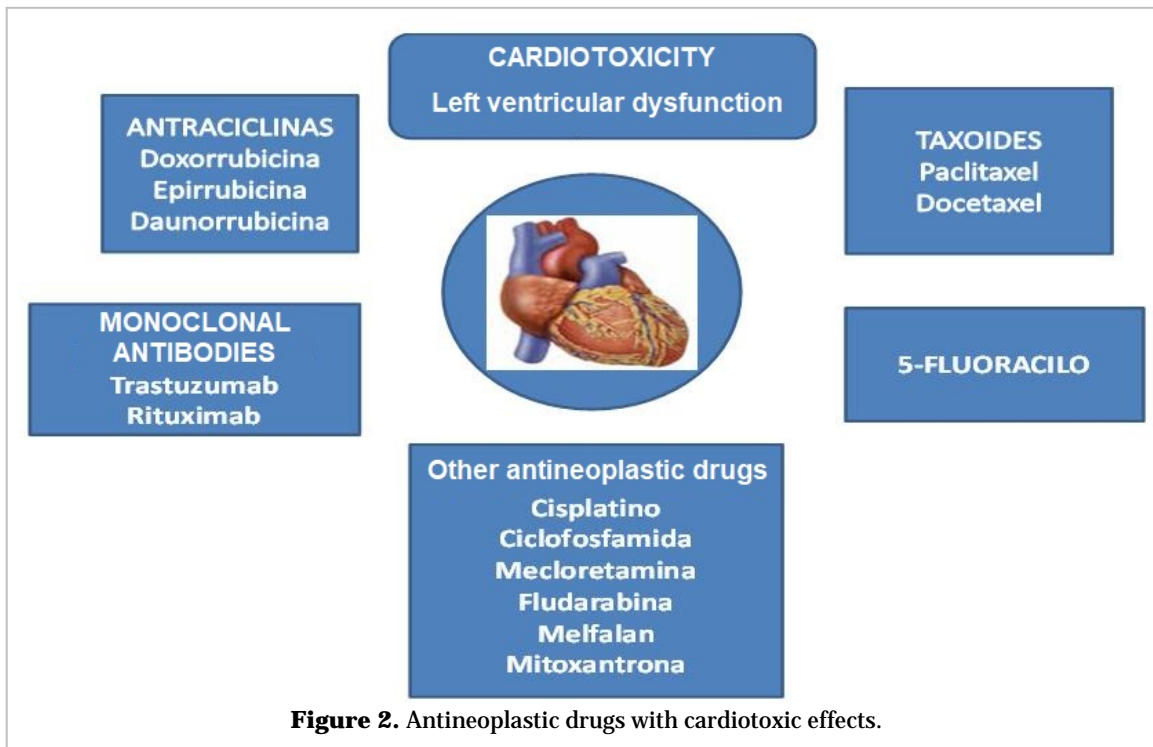 CARDIOTOXICITY
Left ventricular dysfunction
ANTRACICLINAS
Doxorrubicina
Epirrubicina
Daunorrubicina
TAXOIDES
Paclitaxel
Docetaxel
MONOCLONAL
ANTIBODIES
Trastuzumab
Rituximab
5-FLUORACILO
Other antineoplastic drugs
Cisplatino
Ciclofosfamida
Mecloretamina
Fludarabina
Melfalan
Mitoxantrona
Figure 2. Antineoplastic drugs with cardiotoxic effects.